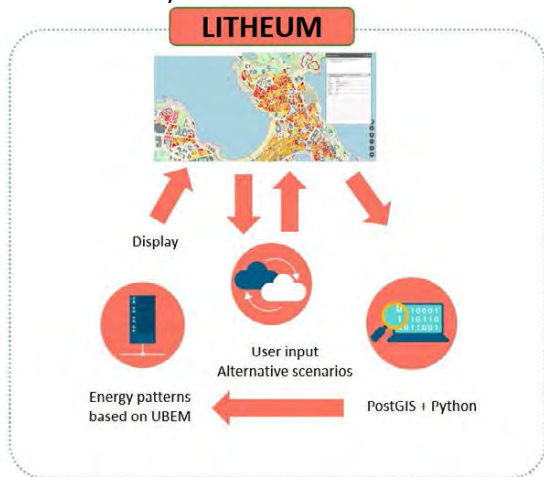 LITHEUM
Display
User input
Alternative scenarios
Energy patterns
based on UBEM
PostGIS + Python